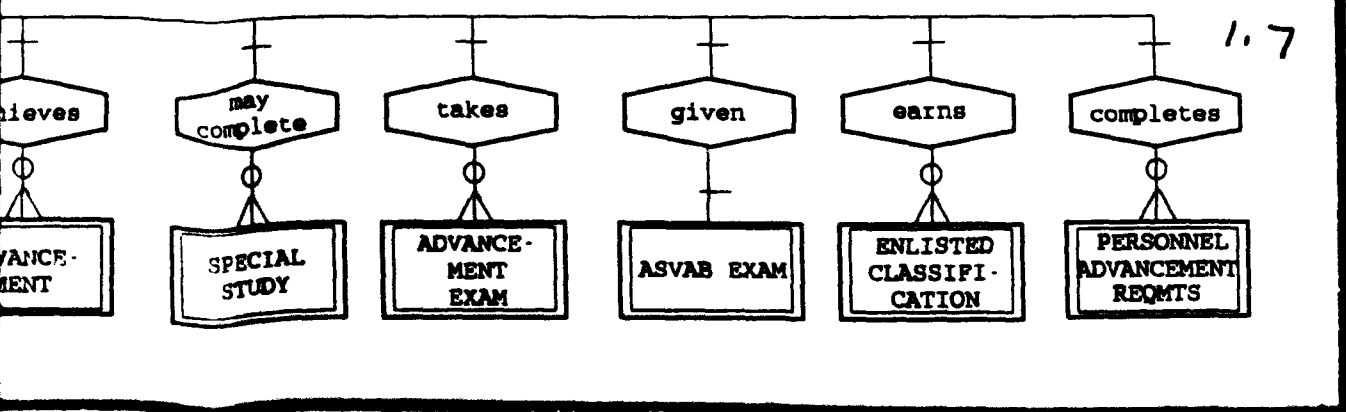 1.7
hieves
may
complete
takes
given
earns
completes
VANCE-
MENT
SPECIAL
STUDY
ADVANCE-
MENT
EXAM
ASVAB EXAM
ENLISTED
CLASSIFI-
CATION
PERSONNEL
ADVANCEMENT
REQMTS